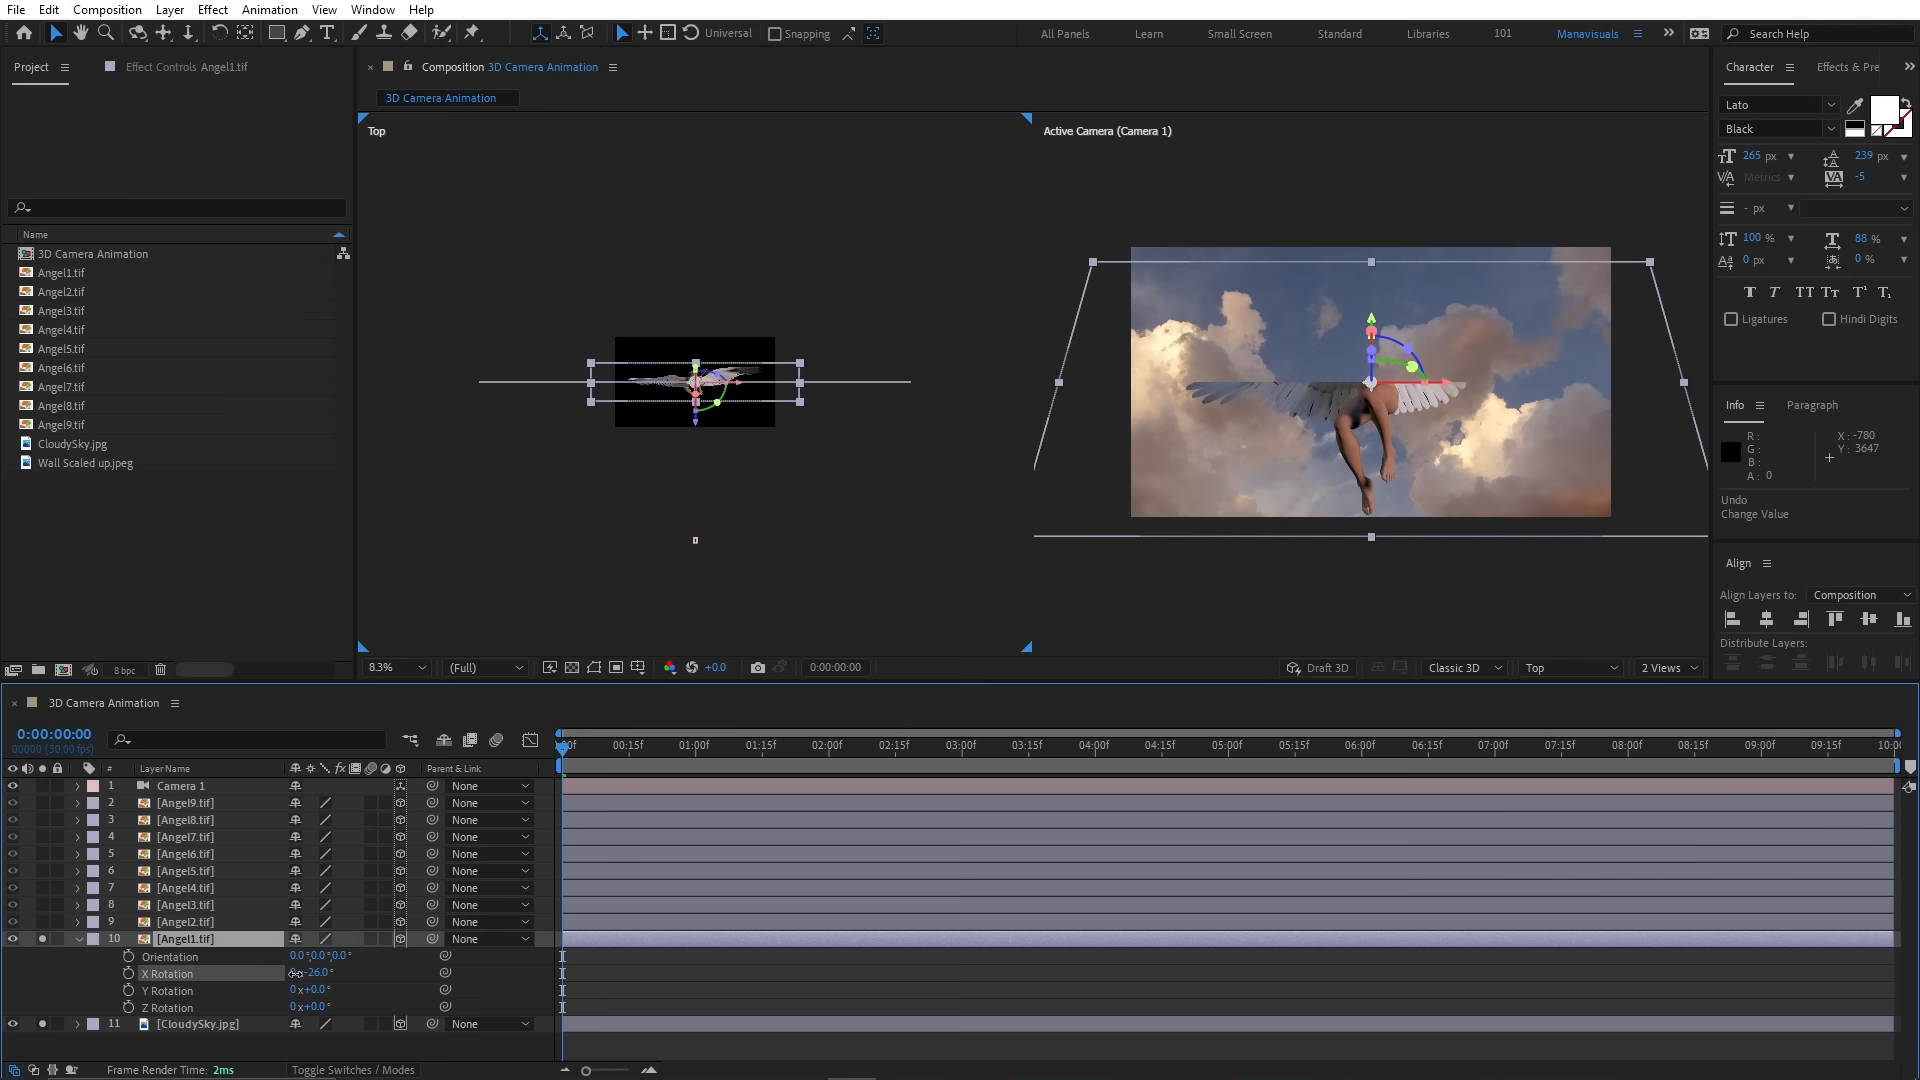 File Edit Composition Layer Effect Animation View Window Help
Universal Snapping All Panels Learn Small Screen Standard Libraries 101 Manavisuals Search Help
Project Effect Controls Angel1.tif
Composition 3D Camera Animation
3D Camera Animation
Top
Active Camera (Camera 1)
Name
3D Camera Animation
Angel1.tif
Angel2.tif
Angel3.tif
Angel4.tif
Angel5.tif
Angel6.tif
Angel7.tif
Angel8.tif
Angel9.tif
CloudySky.jpg
Wall Scaled up.jpeg
8 bpc
8.3% (Full) +0.0 0:00:00:00 Draft 3D Classic 3D Top 2 Views
Character Effects & Pre
Lato
Black
265 px 239 px
Metrics -5
- px
100 % 88 %
0 px 0 %
T T TT Tт T¹ T₁
Ligatures Hindi Digits
Info Paragraph
R :
G :
B :
A : 0
X : -780
Y : 3647
Undo
Change Value
Align
Align Layers to: Composition
Distribute Layers:
3D Camera Animation
0:00:00:00
00000 (30.00 fps)
00:15f 01:00f 01:15f 02:00f 02:15f 03:00f 03:15f 04:00f 04:15f 05:00f 05:15f 06:00f 06:15f 07:00f 07:15f 08:00f 08:15f 09:00f 09:15f 10:0
# Layer Name fx Parent & Link
1 Camera 1 None
2 [Angel9.tif] None
3 [Angel8.tif] None
4 [Angel7.tif] None
5 [Angel6.tif] None
6 [Angel5.tif] None
7 [Angel4.tif] None
8 [Angel3.tif] None
9 [Angel2.tif] None
10 [Angel1.tif] None
Orientation 0.0°,0.0°,0.0°
X Rotation -26.0°
Y Rotation 0x+0.0°
Z Rotation 0x+0.0°
11 [CloudySky.jpg] None
Frame Render Time: 2ms Toggle Switches / Modes